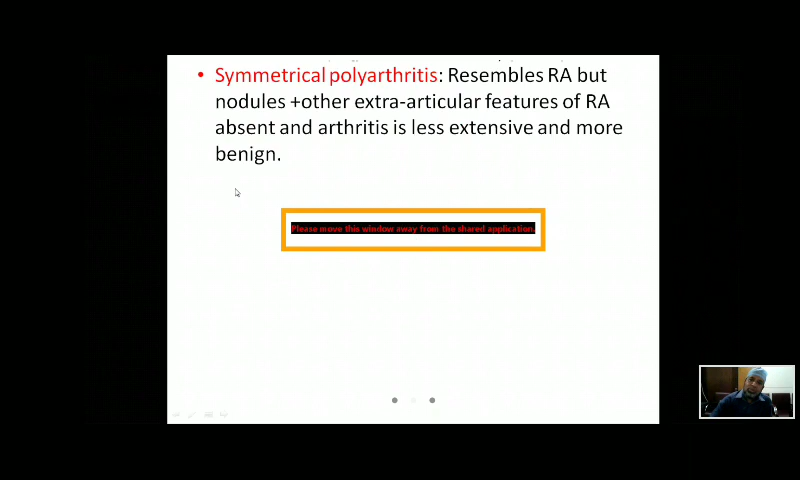 • Symmetrical polyarthritis: Resembles RA but
nodules +other extra-articular features of RA
absent and arthritis is less extensive and more
benign.
Please move this window away from the shared application.